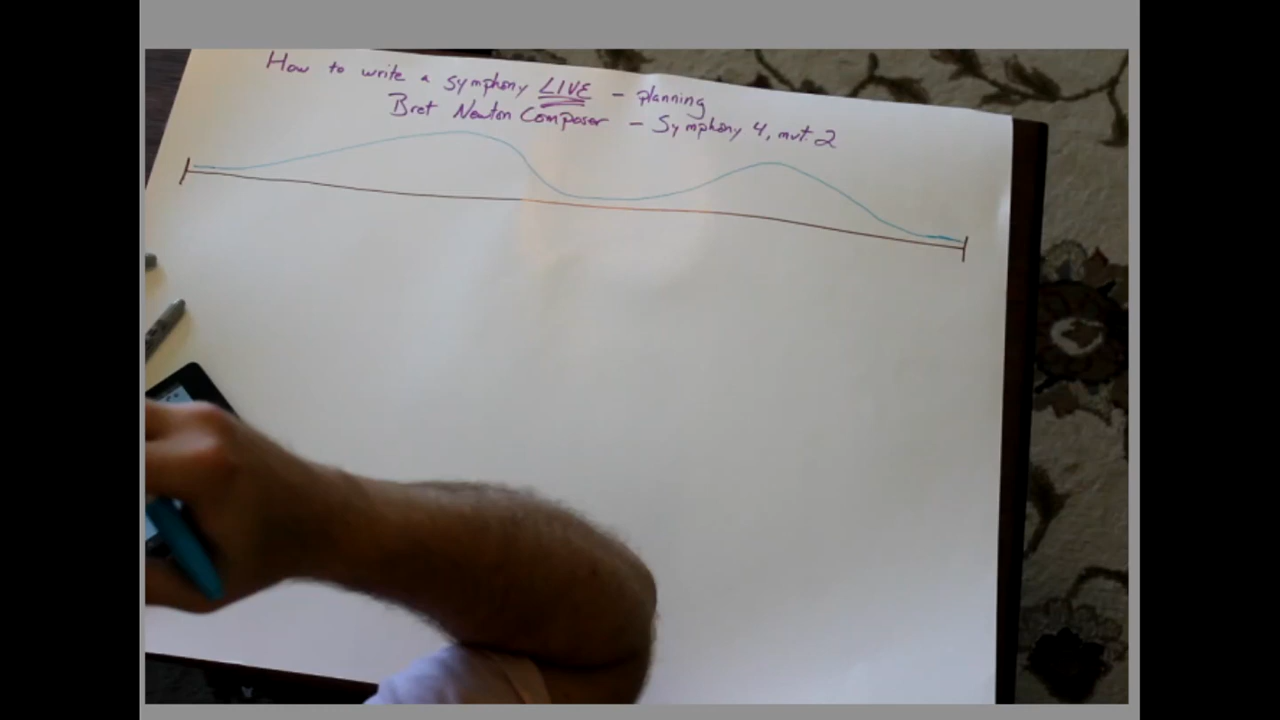 How to write a symphony LIVE - planning
Bret Newton Composer - Symphony 4, mvt. 2